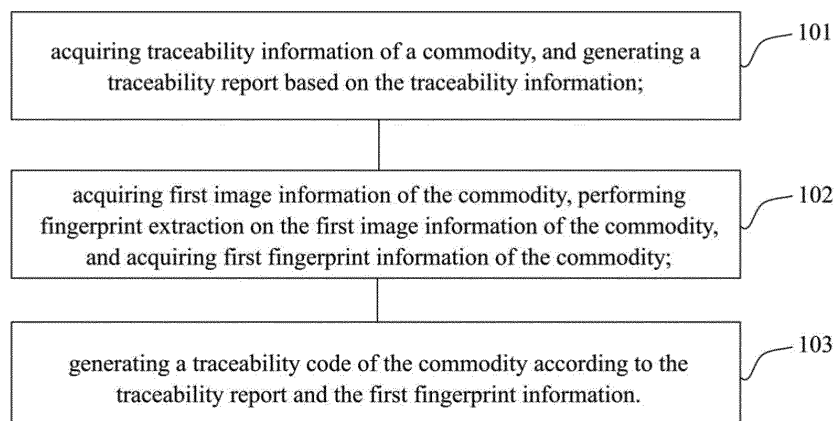 101
acquiring traceability information of a commodity, and generating a
traceability report based on the traceability information;
acquiring first image information of the commodity, performing
fingerprint extraction on the first image information of the commodity,
and acquiring first fingerprint information of the commodity;
102
generating a traceability code of the commodity according to the
traceability report and the first fingerprint information.
103